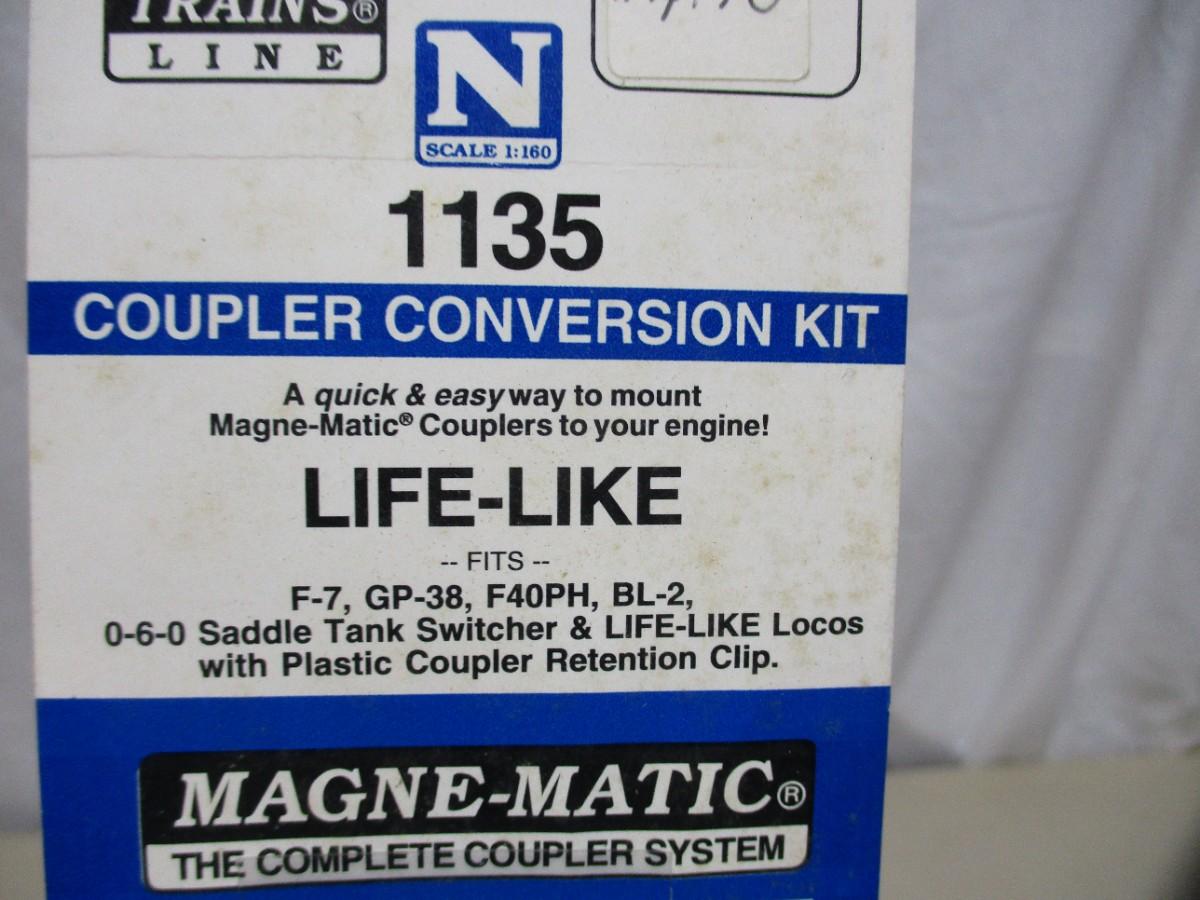 TRAINS®
LINE
N
SCALE 1:160
1135
COUPLER CONVERSION KIT
A quick & easy way to mount
Magne-Matic® Couplers to your engine!
LIFE-LIKE
-- FITS --
F-7, GP-38, F40PH, BL-2,
0-6-0 Saddle Tank Switcher & LIFE-LIKE Locos
with Plastic Coupler Retention Clip.
MAGNE-MATIC®
THE COMPLETE COUPLER SYSTEM